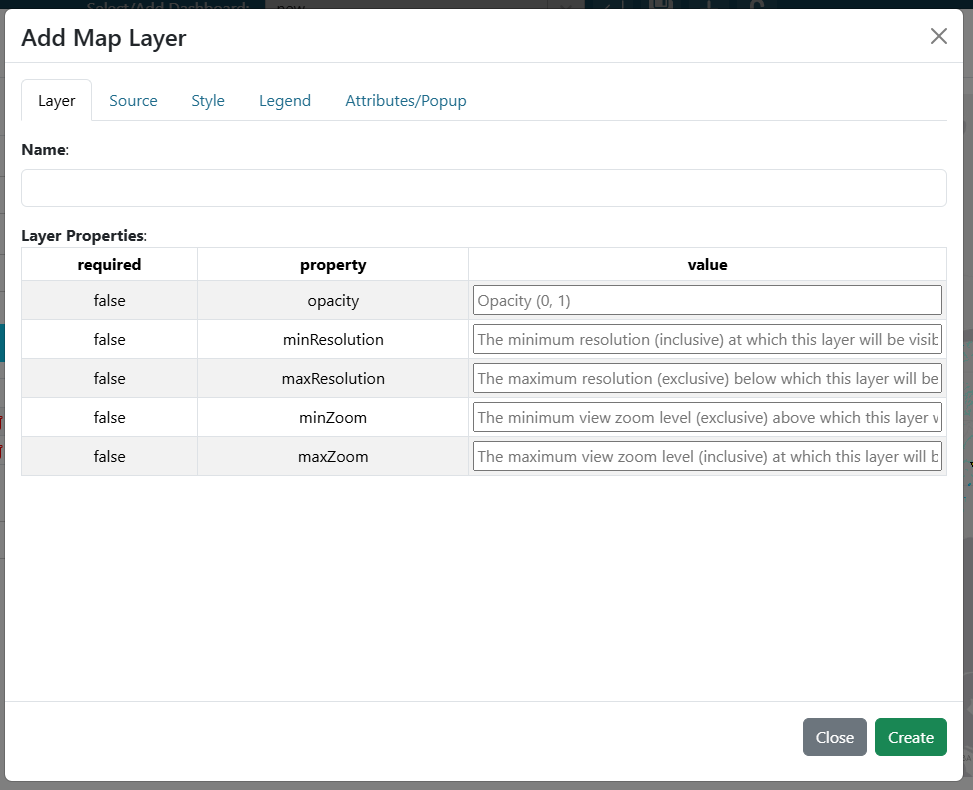 Select/Add Dashboard: new
Add Map Layer
Layer Source Style Legend Attributes/Popup
Name:
Layer Properties:
required property value
false opacity Opacity (0, 1)
false minResolution The minimum resolution (inclusive) at which this layer will be visib
false maxResolution The maximum resolution (exclusive) below which this layer will be
false minZoom The minimum view zoom level (exclusive) above which this layer
false maxZoom The maximum view zoom level (inclusive) at which this layer will b
Close Create